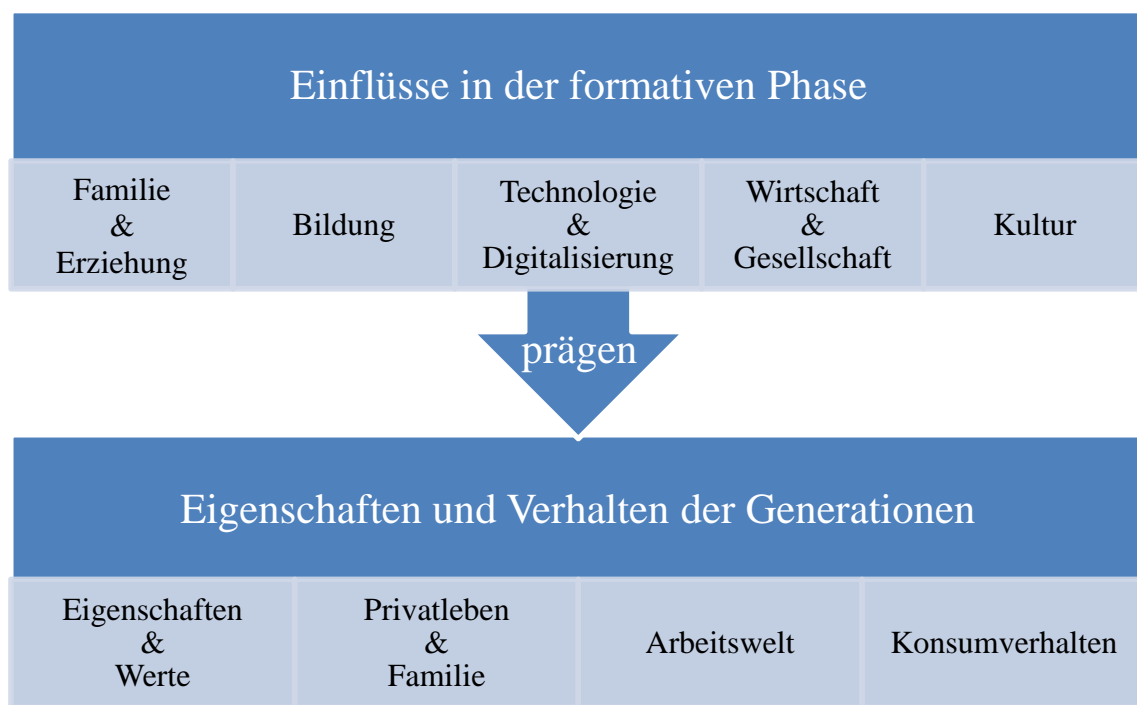 Einflüsse in der formativen Phase
Familie
&
Erziehung
Bildung
Technologie
&
Digitalisierung
Wirtschaft
&
Gesellschaft
Kultur
prägen
Eigenschaften und Verhalten der Generationen
Eigenschaften
&
Werte
Privatleben
&
Familie
Arbeitswelt
Konsumverhalten